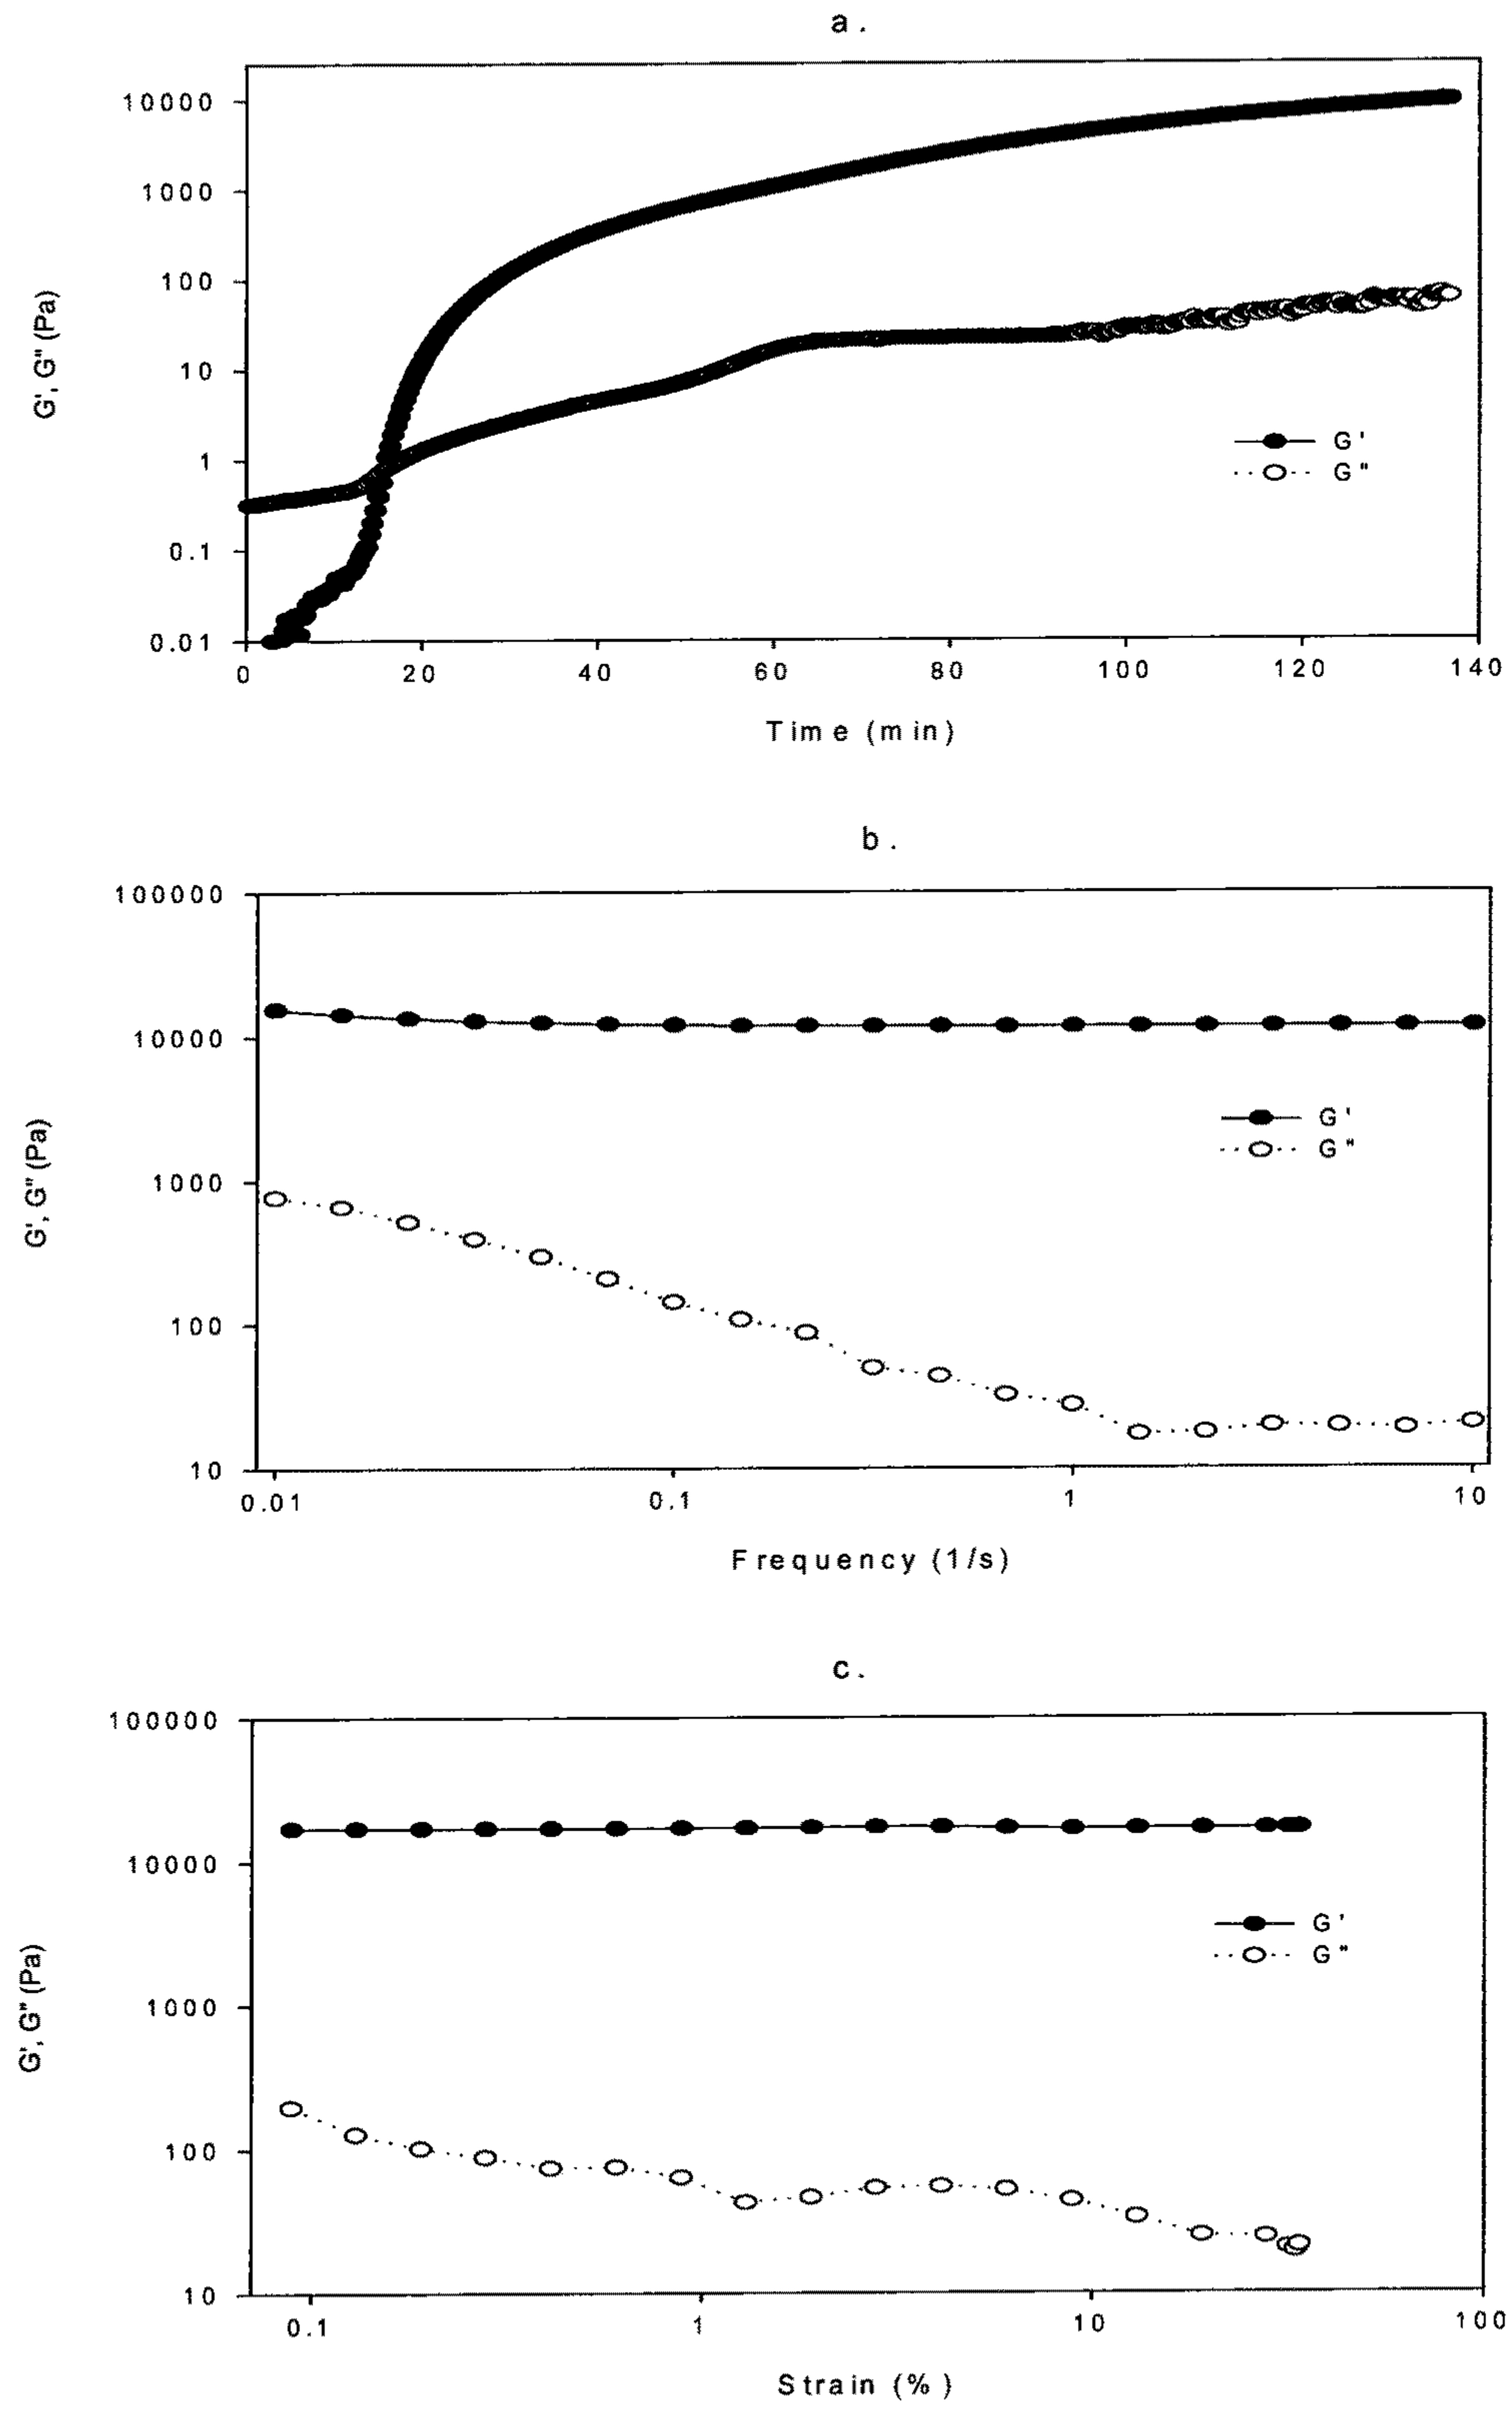 a.
10000
1000
100
10
1
0.1
0.01
G', G" (Pa)
G'
G"
0 20 40 60 80 100 120 140
Time (min)
b.
100000
10000
1000
100
10
G', G" (Pa)
G'
G"
0.01 0.1 1 10
Frequency (1/s)
c.
100000
10000
1000
100
10
G', G" (Pa)
G'
G"
0.1 1 10 100
Strain (%)